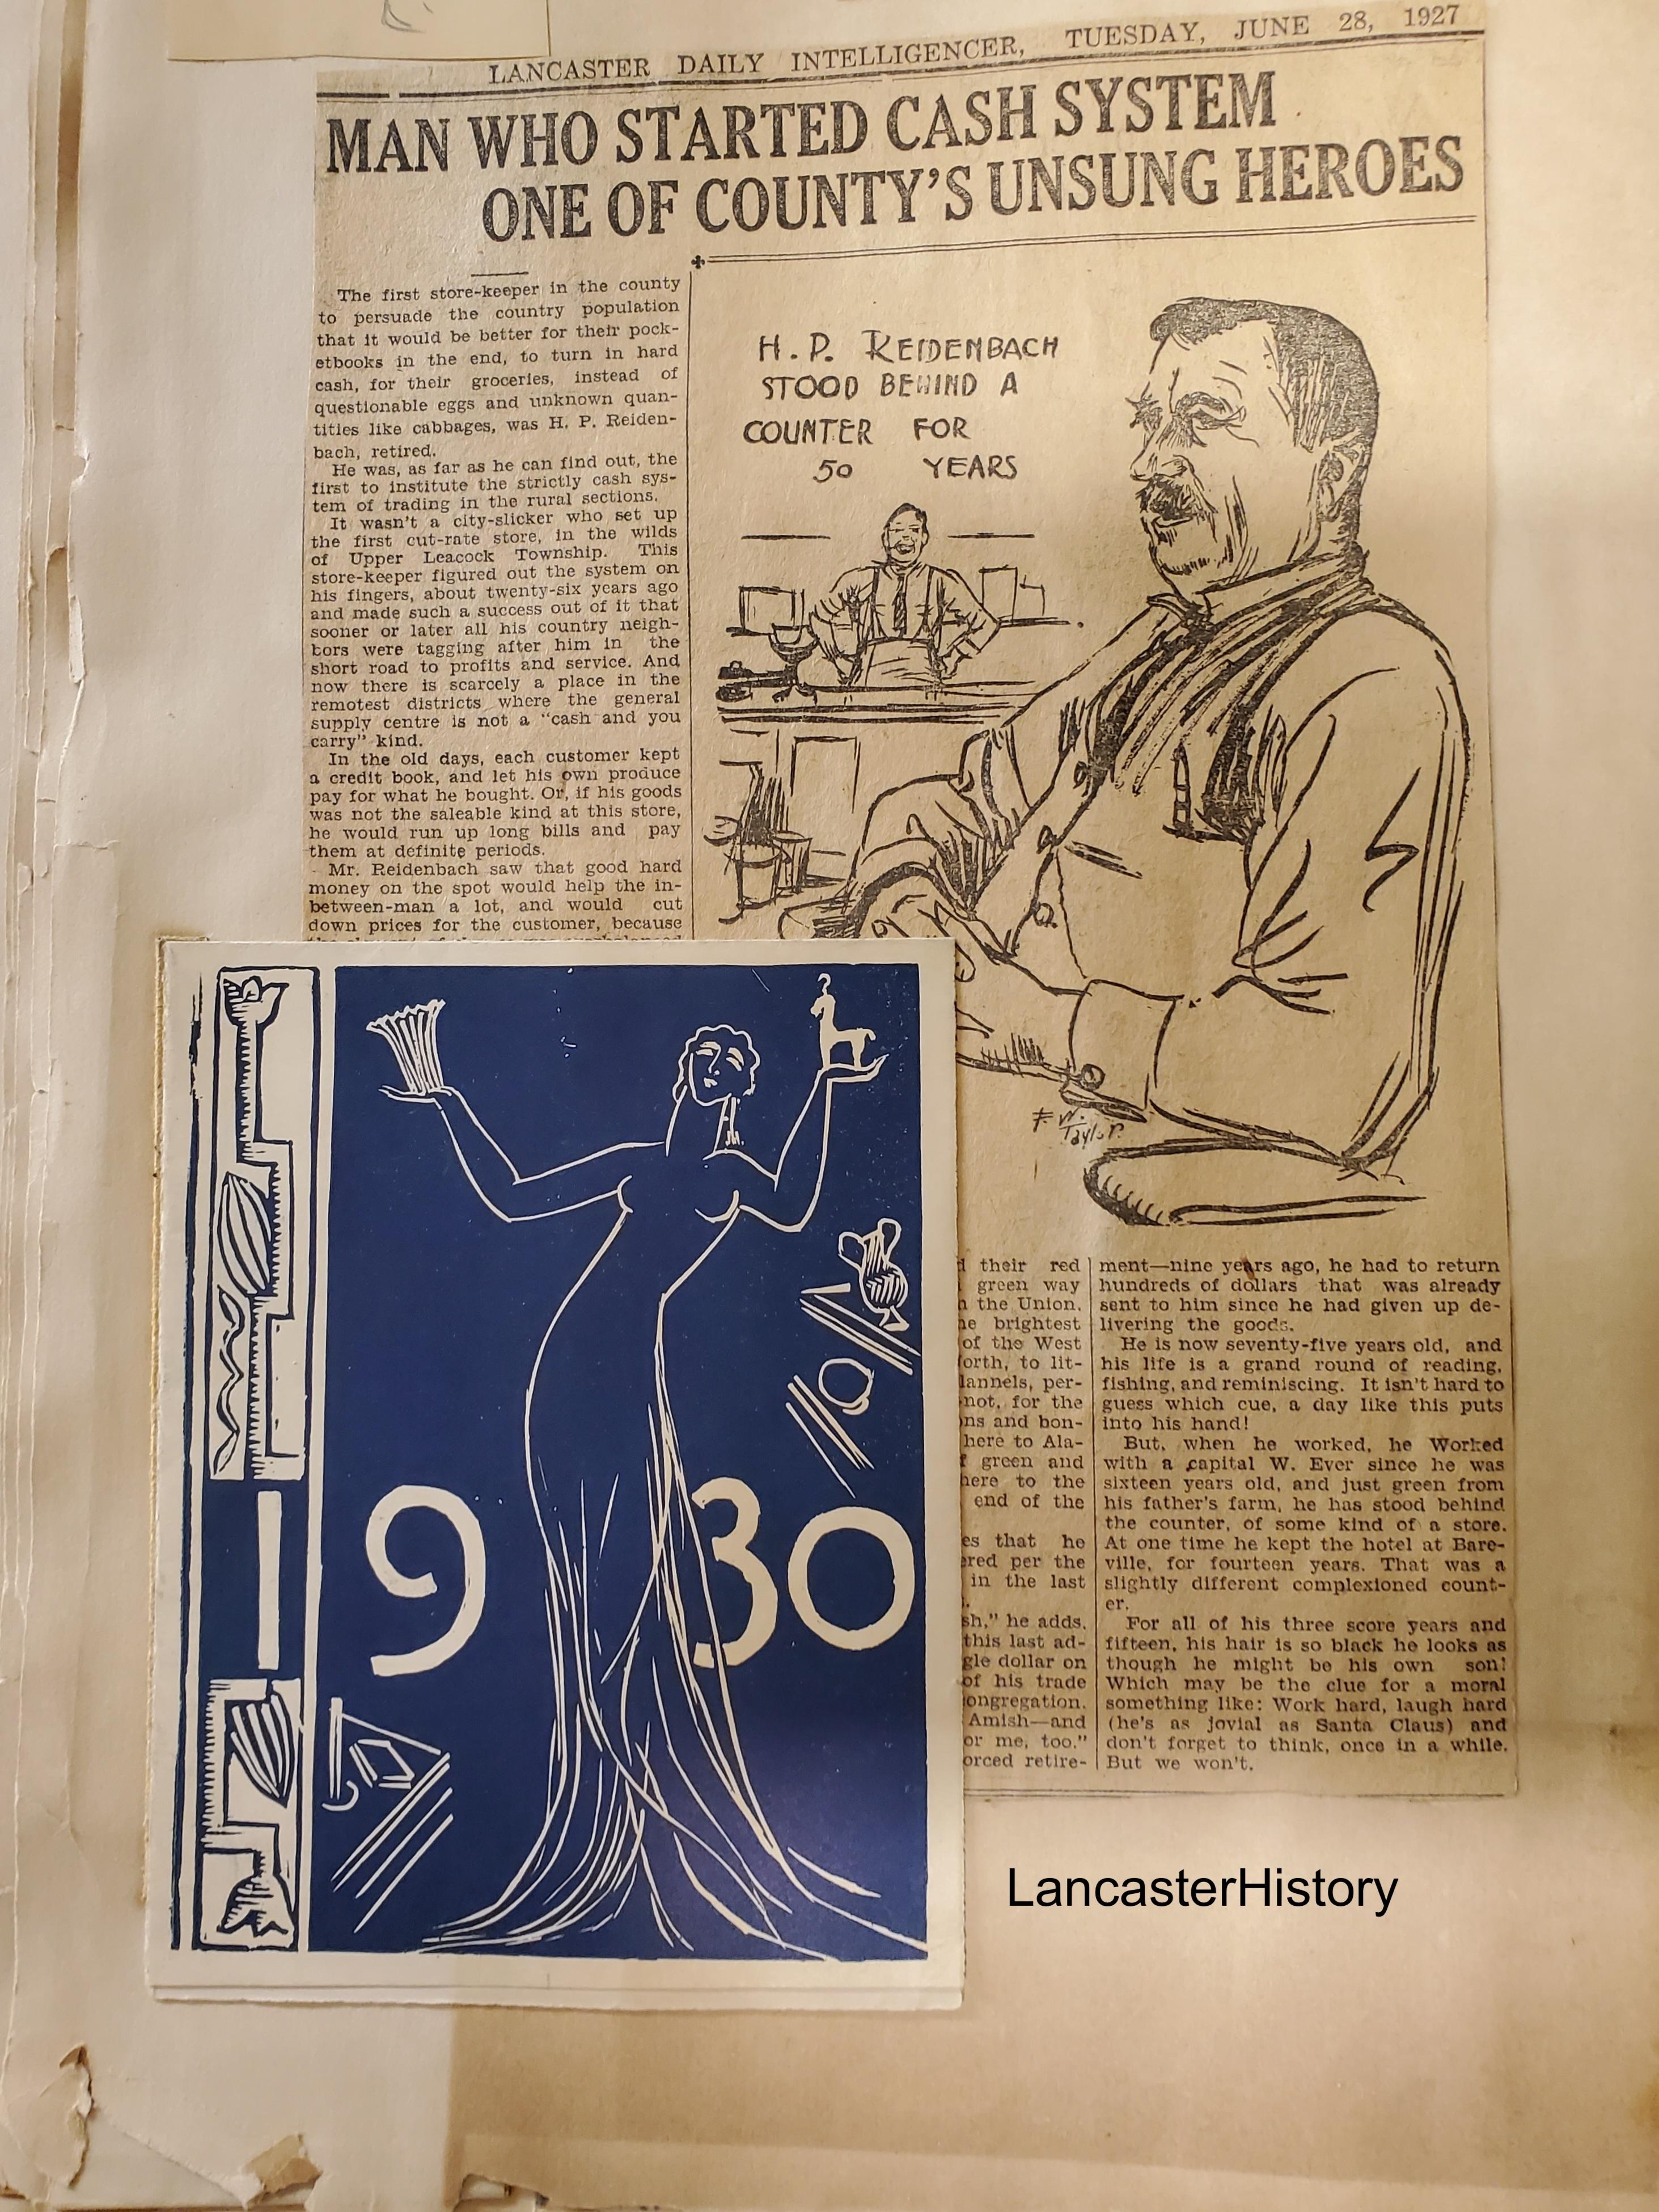 LANCASTER DAILY INTELLIGENCER, TUESDAY, JUNE 28, 1927
MAN WHO STARTED CASH SYSTEM
ONE OF COUNTY'S UNSUNG HEROES
The first store-keeper in the county
to persuade the country population
that it would be better for their pock-
etbooks in the end, to turn in hard
cash, for their groceries, instead of
questionable eggs and unknown quan-
tities like cabbages, was H. P. Reiden-
bach, retired.
He was, as far as he can find out, the
first to institute the strictly cash sys-
tem of trading in the rural sections.
It wasn't a city-slicker who set up
the first cut-rate store, in the wilds
of Upper Leacock Township. This
store-keeper figured out the system on
his fingers, about twenty-six years ago
and made such a success out of it that
sooner or later all his country neigh-
bors were tagging after him in the
short road to profits and service. And
now there is scarcely a place in the
remotest districts where the general
supply centre is not a "cash and you
carry" kind.
In the old days, each customer kept
a credit book, and let his own produce
pay for what he bought. Or, if his goods
was not the saleable kind at this store,
he would run up long bills and pay
them at definite periods.
Mr. Reidenbach saw that good hard
money on the spot would help the in-
between-man a lot, and would cut
down prices for the customer, because
H. P. REIDENBACH
STOOD BEHIND A
COUNTER FOR
50 YEARS
F. W.
Taylor.
their red
green way
the Union,
brightest
of the West
to lit-
per-
not, for the
and bon-
here to Ala-
green and
here to the
end of the
that he
per the
in the last
he adds.
this last ad-
dollar on
of his trade
Amish—and
me, too."
retire-
ment—nine years ago, he had to return
hundreds of dollars that was already
sent to him since he had given up de-
livering the goods.
He is now seventy-five years old, and
his life is a grand round of reading,
fishing, and reminiscing. It isn't hard to
guess which cue, a day like this puts
into his hand!
But, when he worked, he Worked
with a capital W. Ever since he was
sixteen years old, and just green from
his father's farm, he has stood behind
the counter, of some kind of a store.
At one time he kept the hotel at Bare-
ville, for fourteen years. That was a
slightly different complexioned count-
er.
For all of his three score years and
fifteen, his hair is so black he looks as
though he might be his own son!
Which may be the clue for a moral
something like: Work hard, laugh hard
(he's as jovial as Santa Claus) and
don't forget to think, once in a while.
But we won't.
1930
LancasterHistory